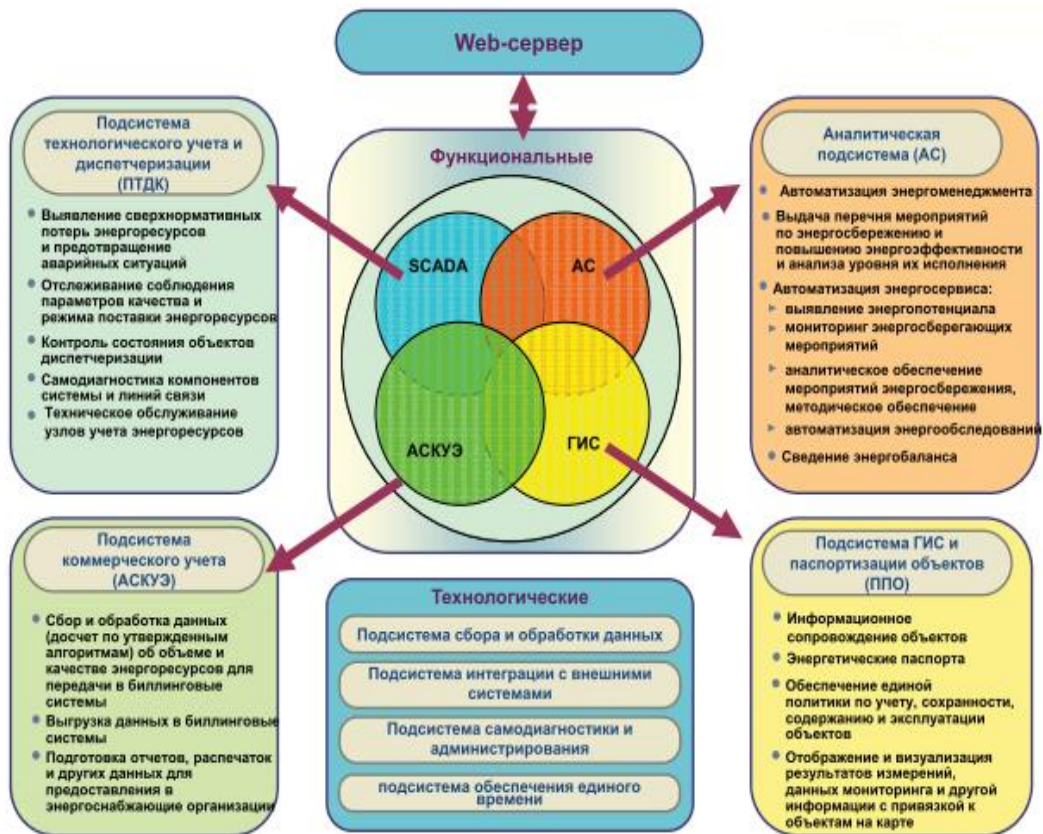 Web-сервер
Подсистема
технологического учета и
диспетчеризации
(ПТДК)
Выявление сверхнормативных
потерь энергоресурсов
и предотвращение
аварийных ситуаций
Отслеживание соблюдения
параметров качества и
режима поставки энергоресурсов
Контроль состояния объектов
диспетчеризации
Самодиагностика компонентов
системы и линий связи
Техническое обслуживание
узлов учета энергоресурсов
Функциональные
SCADA
АС
АСКУЭ
ГИС
Аналитическая
подсистема (АС)
Автоматизация энергоменеджмента
Выдача перечня мероприятий
по энергосбережению и
повышению энергоэффективности
и анализа уровня их исполнения
Автоматизация энергосервиса:
выявление энергопотенциала
мониторинг энергосберегающих
мероприятий
аналитическое обеспечение
мероприятий энергосбережения,
методическое обеспечение
автоматизация энергообследований
Сведение энергобаланса
Подсистема
коммерческого учета
(АСКУЭ)
Сбор и обработка данных
(досчет по утвержденным
алгоритмам) об объеме и
качестве энергоресурсов для
передачи в биллинговые
системы
Выгрузка данных в биллинговые
системы
Подготовка отчетов, распечаток
и других данных для
предоставления в
энергоснабжающие организации
Технологические
Подсистема сбора и обработки данных
Подсистема интеграции с внешними
системами
Подсистема самодиагностики и
администрирования
подсистема обеспечения единого
времени
Подсистема ГИС и
паспортизации объектов
(ППО)
Информационное
сопровождение объектов
Энергетические паспорта
Обеспечение единой
политики по учету, сохранности,
содержанию и эксплуатации
объектов
Отображение и визуализация
результатов измерений,
данных мониторинга и другой
информации с привязкой к
объектам на карте